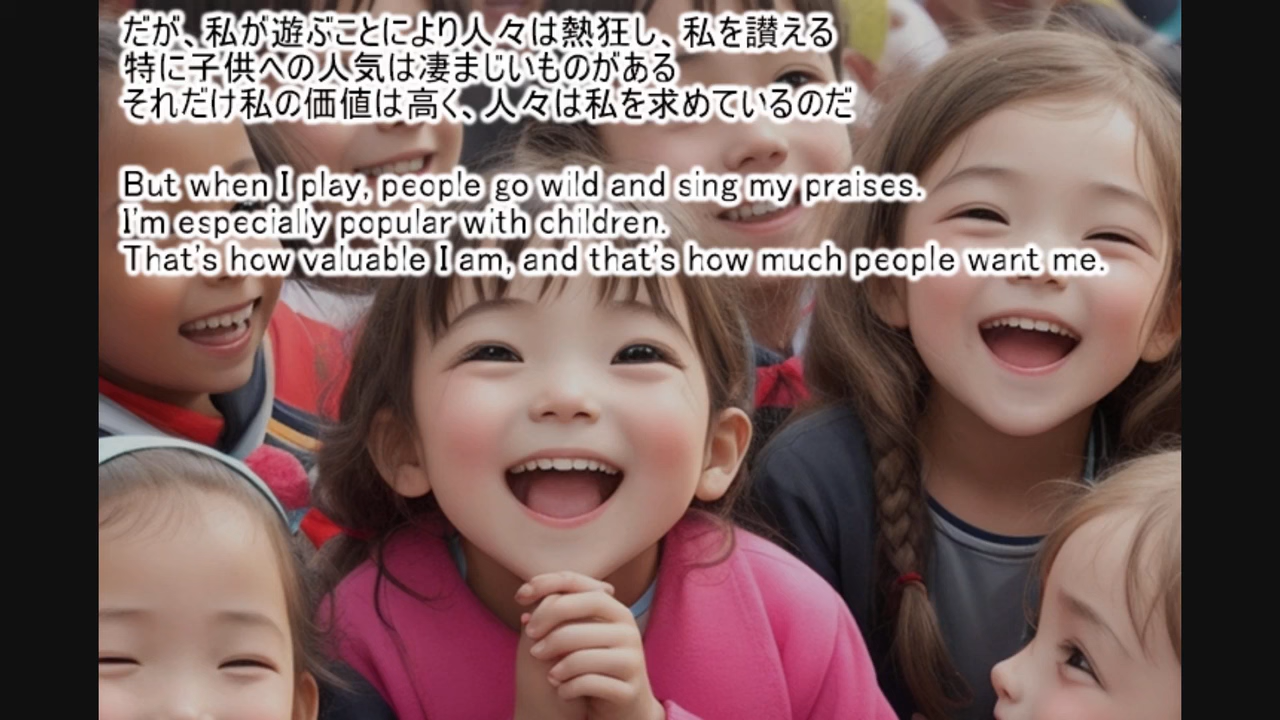 だが、私が遊ぶことにより人々は熱狂し、私を讃える
特に子供への人気は凄まじいものがある
それだけ私の価値は高く、人々は私を求めているのだ
But when I play, people go wild and sing my praises.
I'm especially popular with children.
That's how valuable I am, and that's how much people want me.